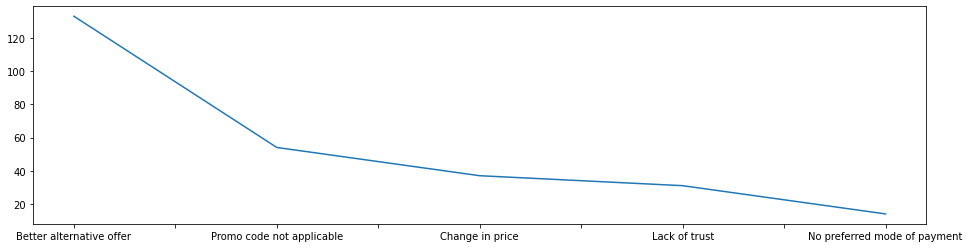 120
100
80
60
40
20
Better alternative offer
Promo code not applicable
Change in price
Lack of trust
No preferred mode of payment